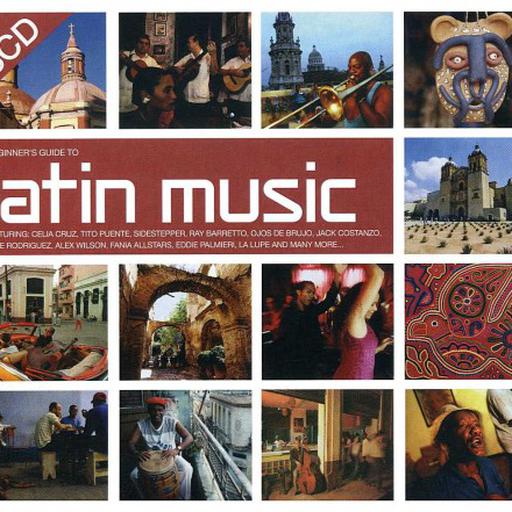 CD
GINNER'S GUIDE TO
atin music
TURING: CELIA CRUZ, TITO PUENTE, SIDESTEPPER, RAY BARRETTO, OJOS DE BRUJO, JACK COSTANZO,
E RODRIGUEZ, ALEX WILSON, FANIA ALLSTARS, EDDIE PALMIERI, LA LUPE AND MANY MORE...